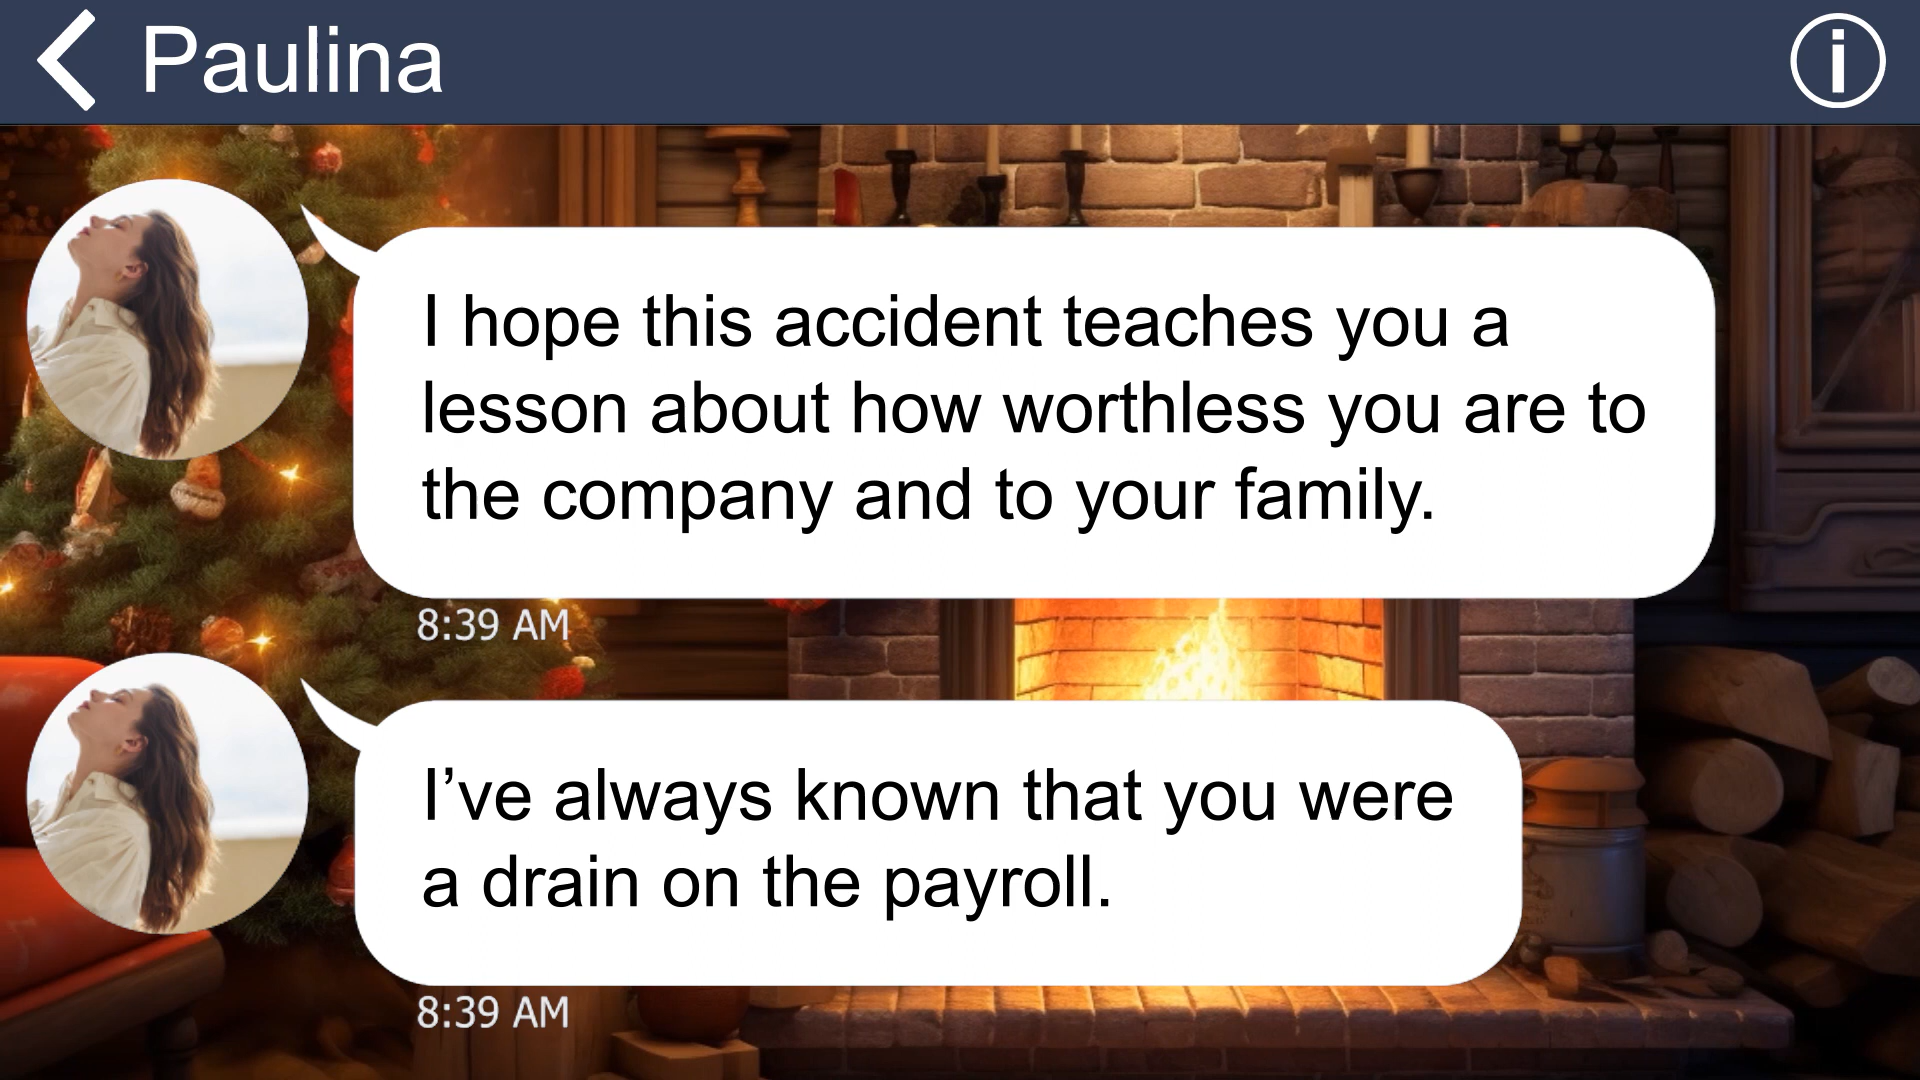 Paulina
I hope this accident teaches you a
lesson about how worthless you are to
the company and to your family.
8:39 AM
I’ve always known that you were
a drain on the payroll.
8:39 AM